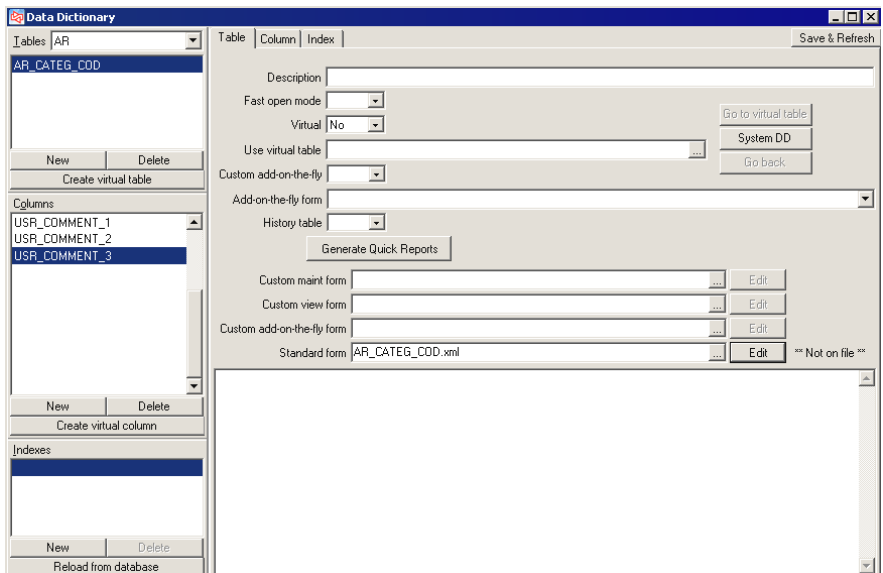 Data Dictionary
Tables AR
AR_CATEG_COD
New Delete
Create virtual table
Columns
USR_COMMENT_1
USR_COMMENT_2
USR_COMMENT_3
New Delete
Create virtual column
Indexes
New Delete
Reload from database
Table Column Index Save & Refresh
Description
Fast open mode
Virtual No
Use virtual table ...
Custom add-on-the-fly
Add-on-the-fly form
History table
Go to virtual table
System DD
Go back
Generate Quick Reports
Custom maint form ... Edit
Custom view form ... Edit
Custom add-on-the-fly form ... Edit
Standard form AR_CATEG_COD.xml ... Edit ** Not on file **